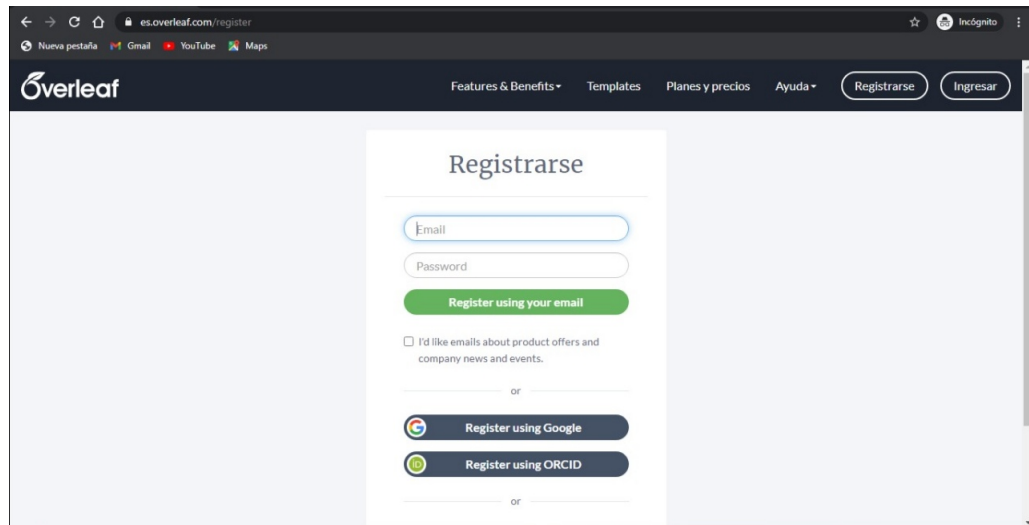 es.overleaf.com/register
Incógnito
Nueva pestaña Gmail YouTube Maps
Overleaf
Features & Benefits Templates Planes y precios Ayuda Registrarse Ingresar
Registrarse
Email
Password
Register using your email
I'd like emails about product offers and
company news and events.
or
Register using Google
iD Register using ORCID
or